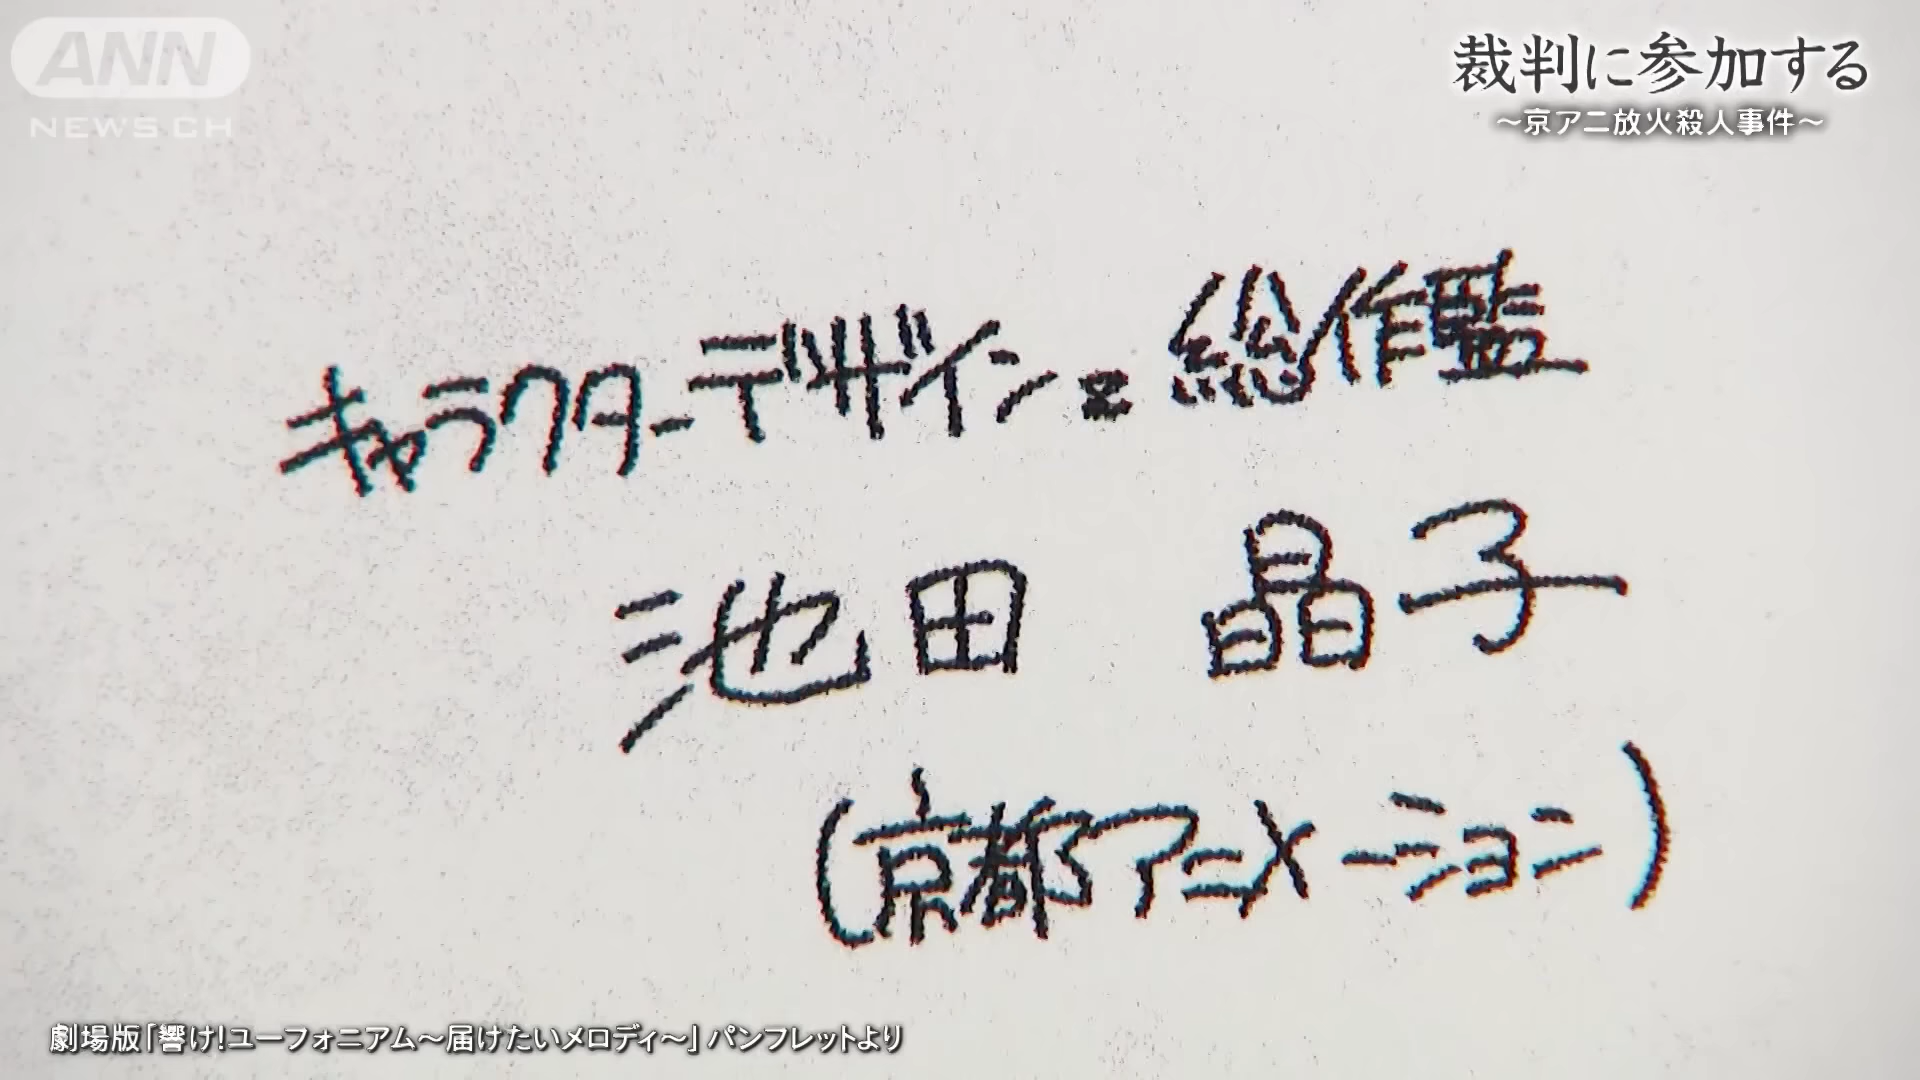 ANN
NEWS CH
裁判に参加する
～京アニ放火殺人事件～
キャラクターデザイン・総作監
池田 晶子
(京都アニメーション)
劇場版「響け!ユーフォニアム～届けたいメロディ～」パンフレットより